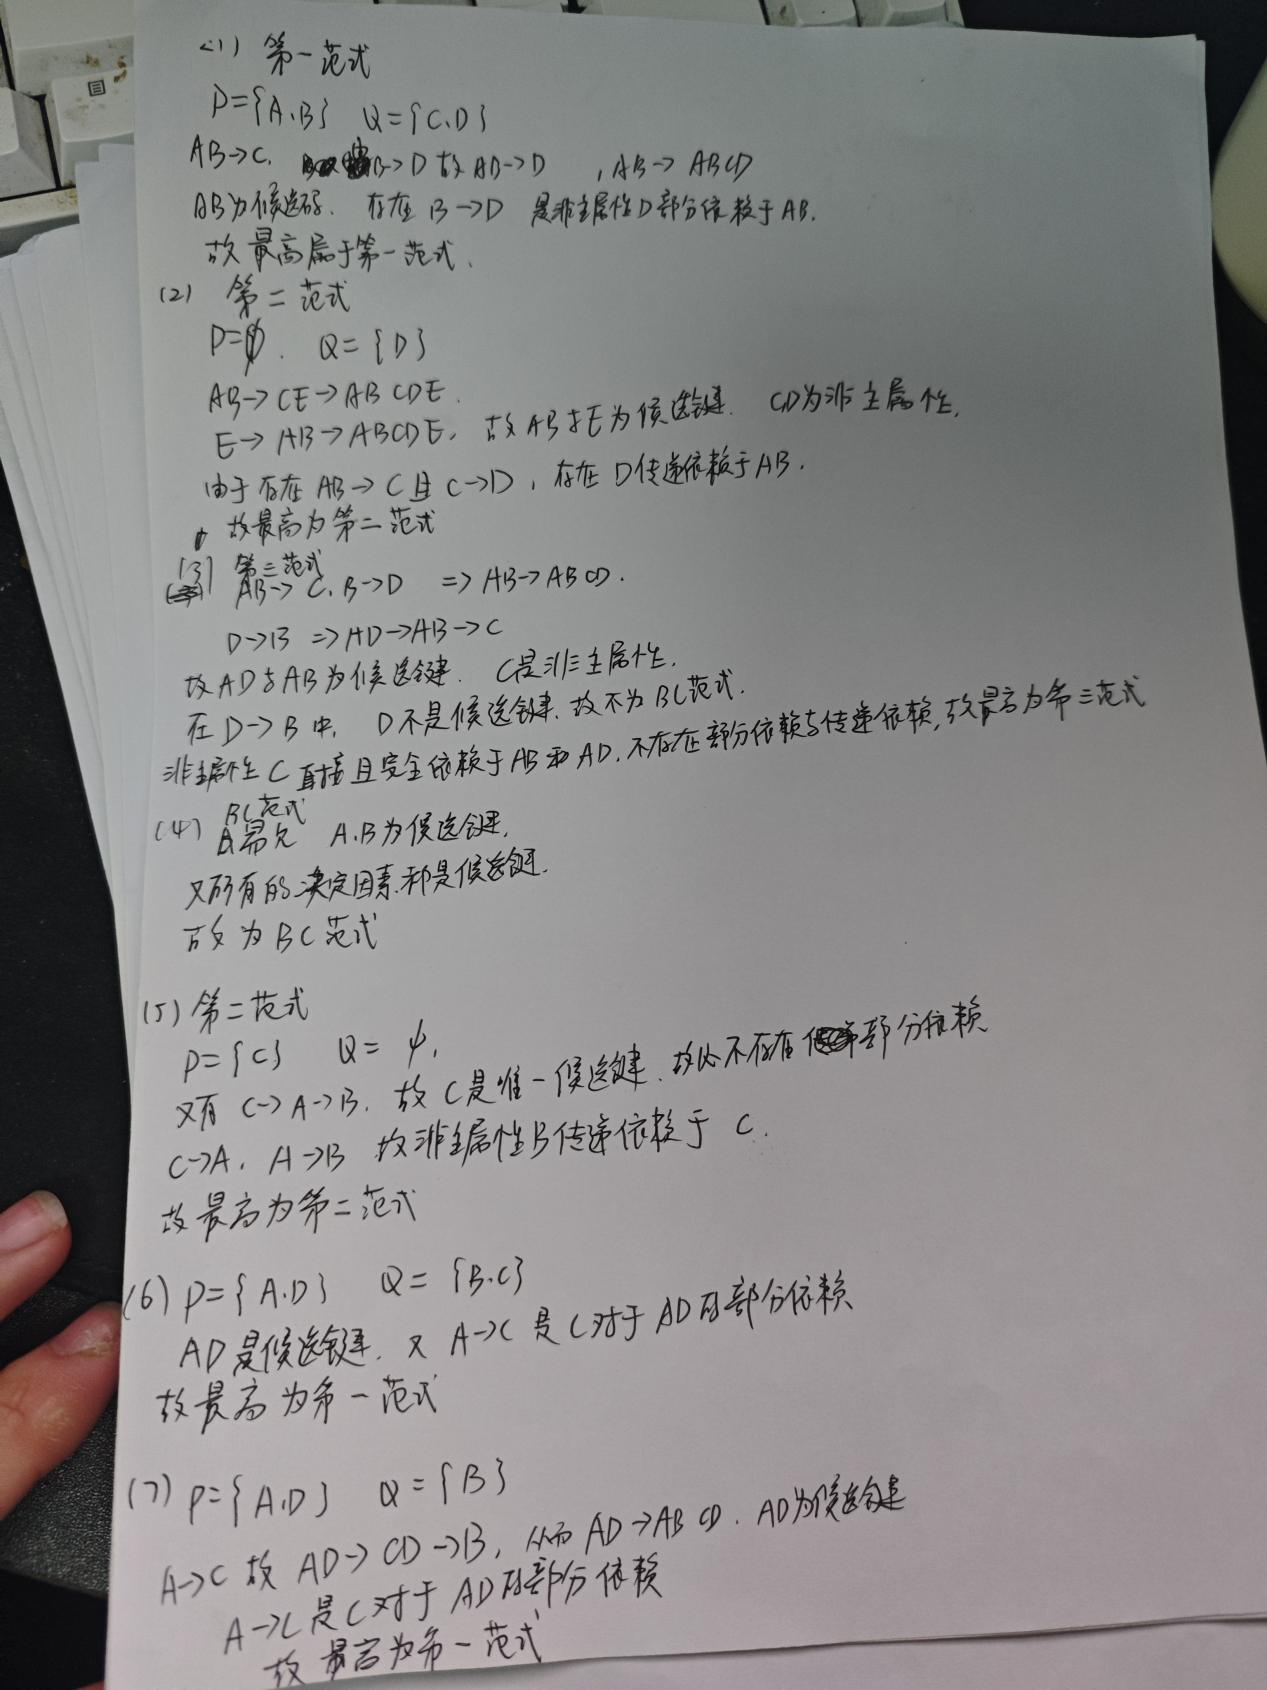 (1) 第一范式
P={A,B} Q={C,D}
AB→C, B→D 故 AB→D ,AB→ABCD
AB为候选码. 存在 B→D 是非主属性D部分依赖于AB.
故最高属于第一范式.
(2) 第二范式
P=∅. Q={D}
AB→CE→ABCDE.
E→AB→ABCDE, 故AB与E为候选键. CD为非主属性.
由于存在 AB→C且C→D, 存在D传递依赖于AB.
故最高为第二范式
(3) 第三范式
AB→C, B→D ⇒AB→ABCD.
D→B ⇒AD→AB→C
故AD与AB为候选键. C是非主属性.
在D→B中, D不是候选键.故不为BC范式.
非主属性C直接且完全依赖于AB和AD.不存在部分依赖与传递依赖,故最高为第三范式
(4) BC范式
易知 A.B为候选键.
又所有的决定因素都是候选键.
故为BC范式
(5) 第二范式
P={C} Q=∅.
又有 C→A→B. 故C是唯一候选键.故必不存在部分依赖
C→A. A→B 故非主属性B传递依赖于C.
故最高为第二范式
(6) P={A.D} Q={B.C}
AD是候选键. 又 A→C 是C对于AD的部分依赖
故最高为第一范式
(7) P={A.D} Q={B}
A→C 故 AD→CD→B, 从而 AD→ABCD. AD为候选键
A→C是C对于AD的部分依赖
故最高为第一范式